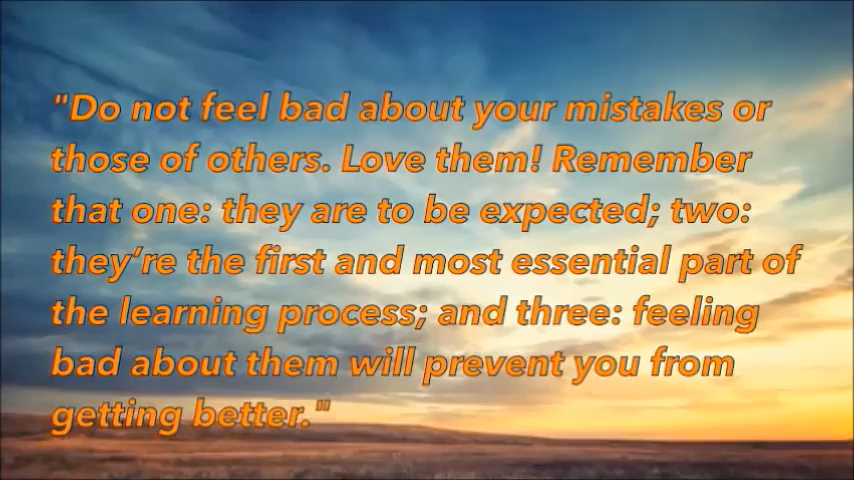 "Do not feel bad about your mistakes or
those of others. Love them! Remember
that one: they are to be expected; two:
they’re the first and most essential part of
the learning process; and three: feeling
bad about them will prevent you from
getting better."